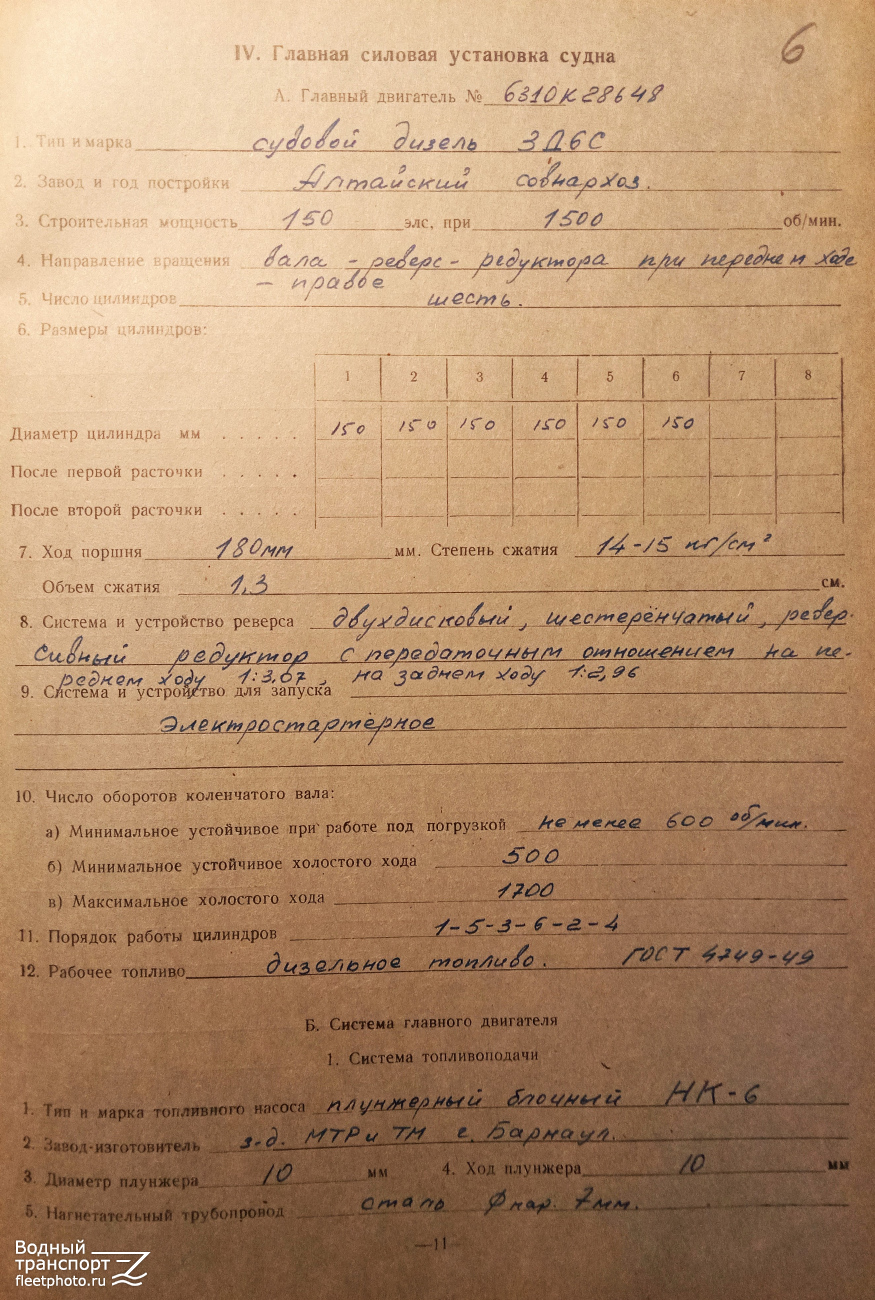 6
IV. Главная силовая установка судна
А. Главный двигатель № 6310К28648
1. Тип и марка судовой дизель 3Д6С
2. Завод и год постройки Алтайский совнархоз.
3. Строительная мощность 150 элс, при 1500 об/мин.
4. Направление вращения вала - реверс - редуктора при переднем ходе
- правое
5. Число цилиндров шесть.
6. Размеры цилиндров:
1 2 3 4 5 6 7 8
Диаметр цилиндра мм . . . . . 150 150 150 150 150 150
После первой расточки . . . . .
После второй расточки . . . . .
7. Ход поршня 180мм мм. Степень сжатия 14-15 кг/см²
Объем сжатия 1,3 см.
8. Система и устройство реверса двухдисковый, шестерёнчатый, ревер-
сивный редуктор с передаточным отношением на пе-
реднем ходу 1:3,07, на заднем ходу 1:2,96
9. Система и устройство для запуска
Электростартерное
10. Число оборотов коленчатого вала:
а) Минимальное устойчивое при работе под погрузкой не менее 600 об/мин.
б) Минимальное устойчивое холостого хода 500
в) Максимальное холостого хода 1700
11. Порядок работы цилиндров 1-5-3-6-2-4
12. Рабочее топливо дизельное топливо. ГОСТ 4749-49
Б. Система главного двигателя
1. Система топливоподачи
1. Тип и марка топливного насоса плунжерный блочный НК-6
2. Завод-изготовитель з-д. МТР и ТМ г. Барнаул.
3. Диаметр плунжера 10 мм 4. Ход плунжера 10 мм
5. Нагнетательный трубопровод сталь Ф нар. 7мм.
—11
Водный
транспорт
fleetphoto.ru